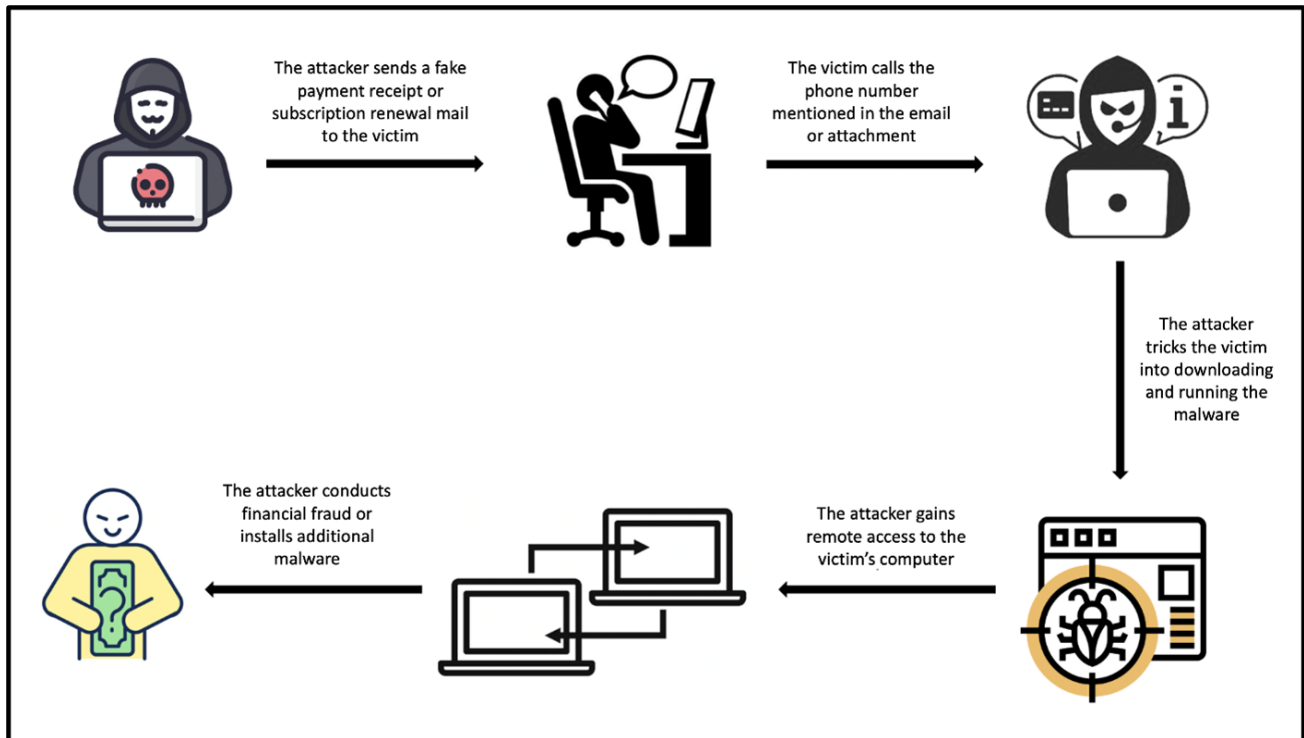 The attacker sends a fake
payment receipt or
subscription renewal mail
to the victim
The victim calls the
phone number
mentioned in the email
or attachment
The attacker
tricks the victim
into downloading
and running the
malware
The attacker gains
remote access to the
victim's computer
The attacker conducts
financial fraud or
installs additional
malware